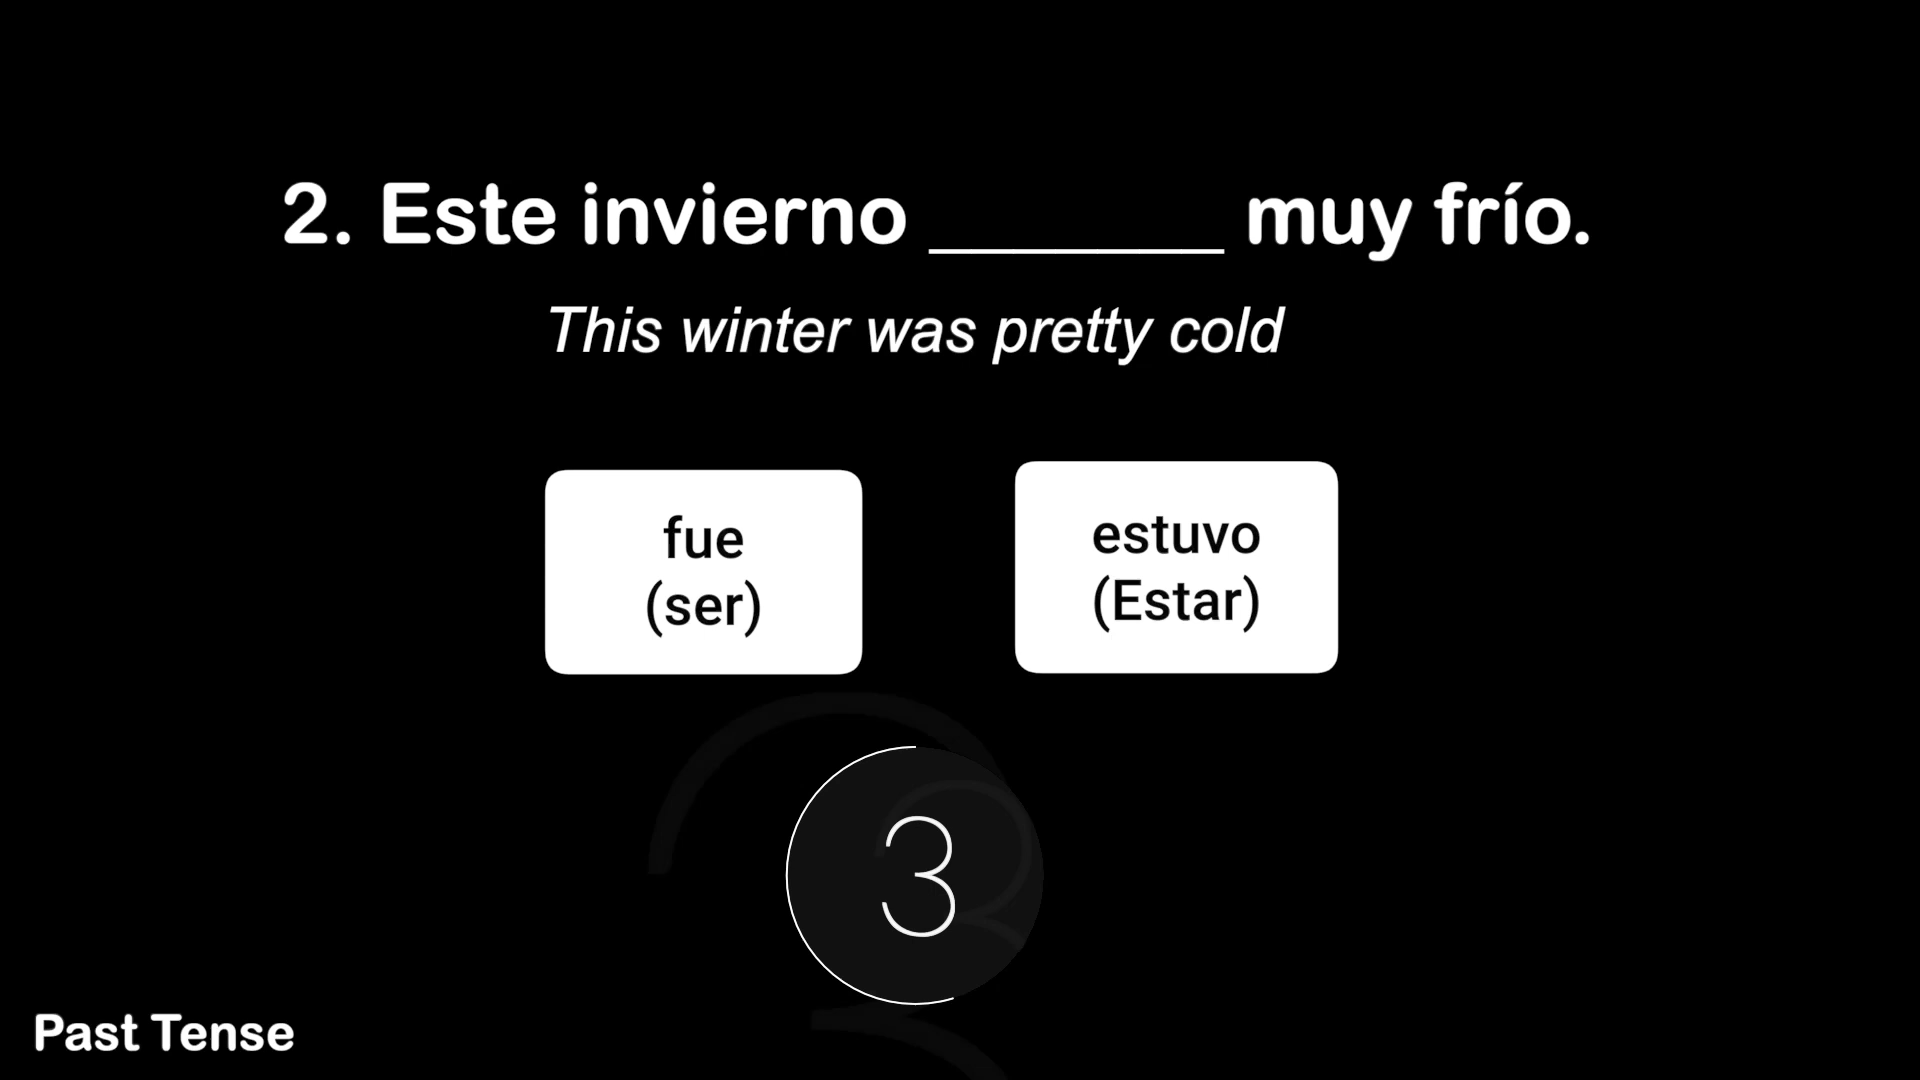 2. Este invierno _______ muy frío.
This winter was pretty cold
fue
(ser)
estuvo
(Estar)
3
Past Tense